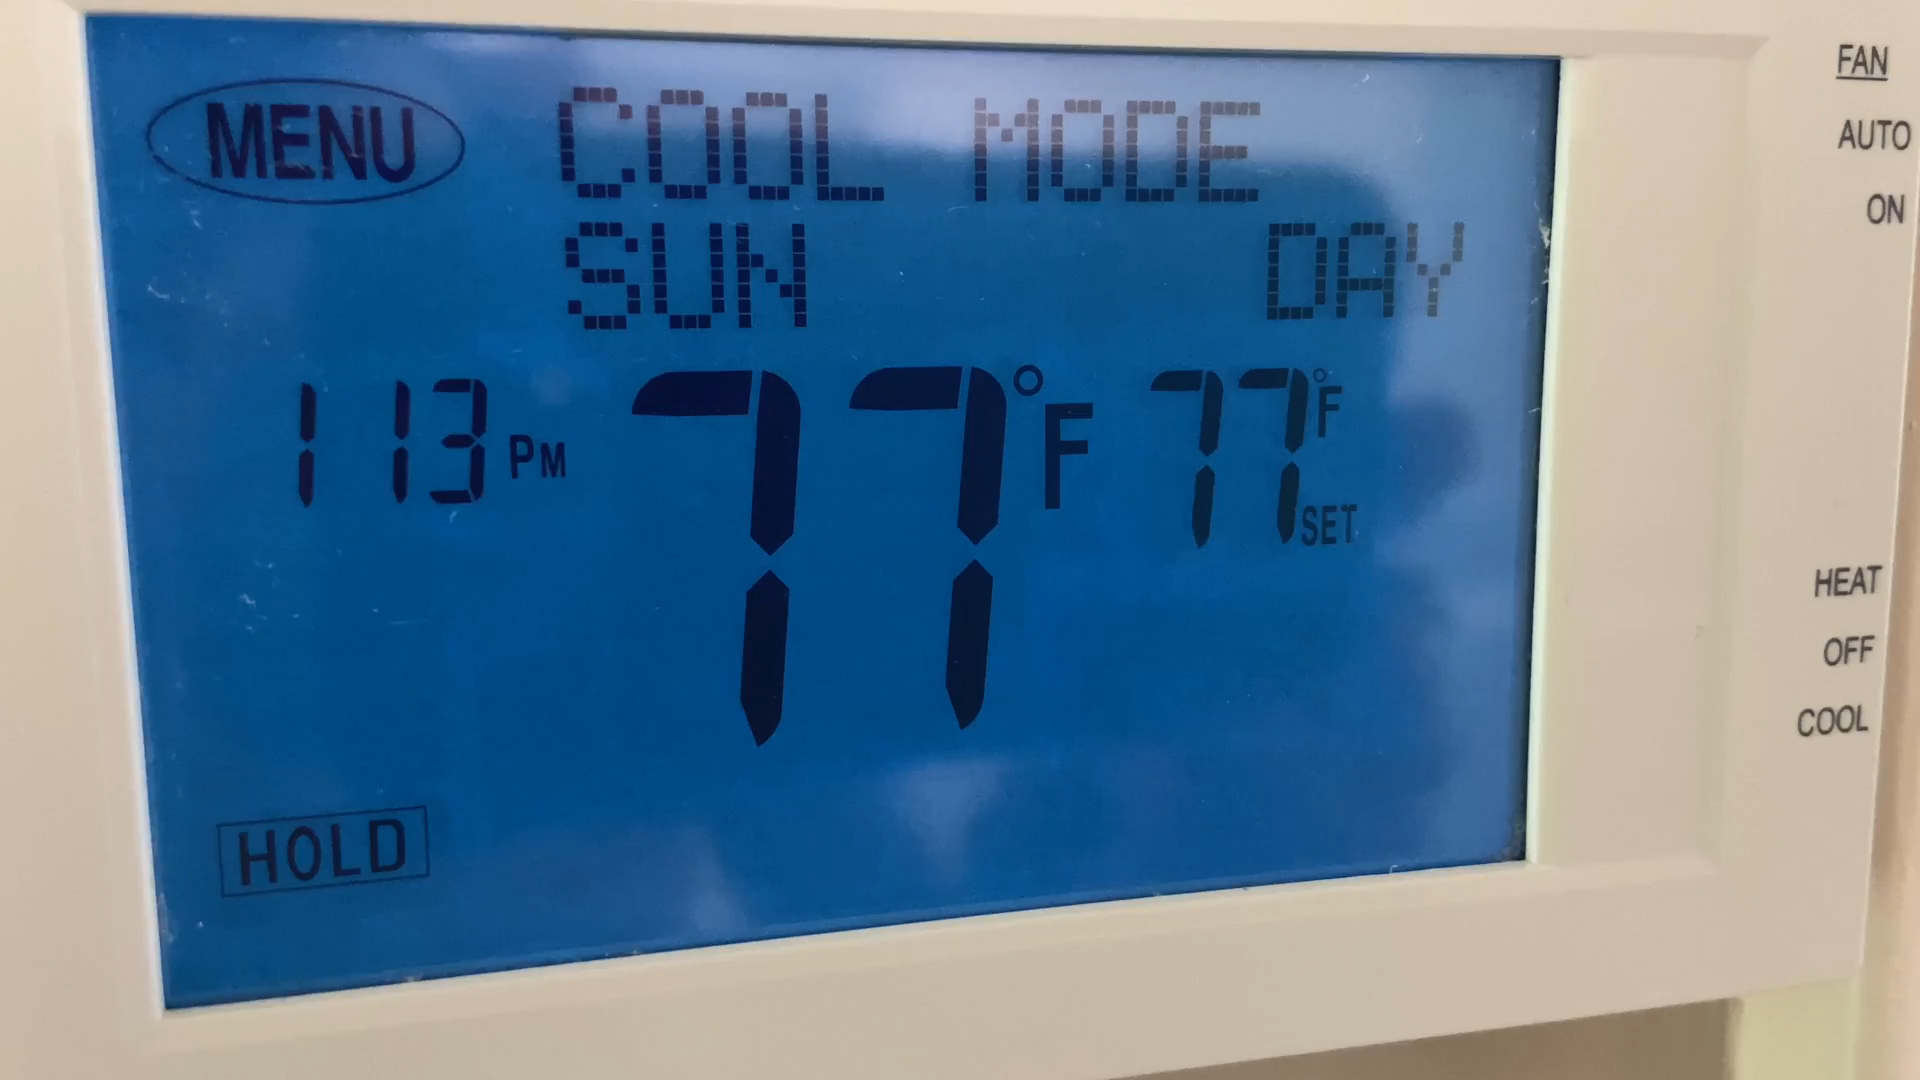 MENU COOL MODE
SUN DAY
1 13 PM 77°F 77°F SET
HOLD
FAN
AUTO
ON
HEAT
OFF
COOL